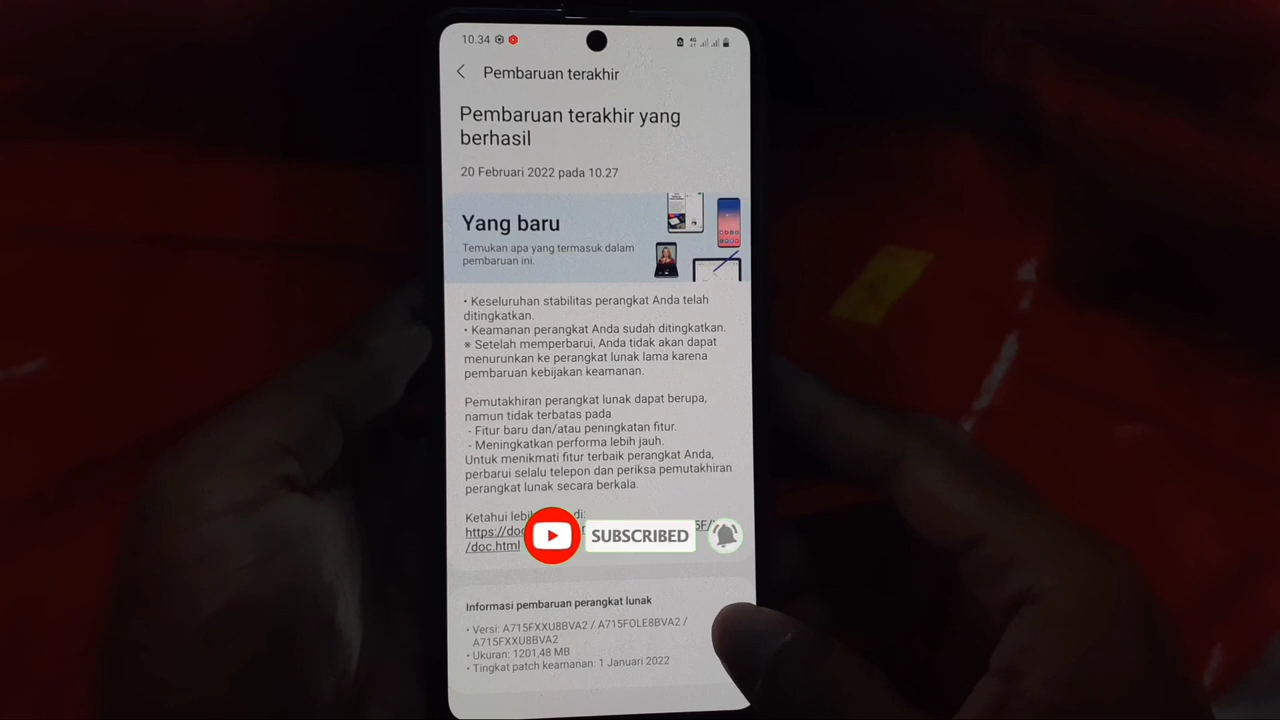 10.34
4G
Pembaruan terakhir
Pembaruan terakhir yang
berhasil
20 Februari 2022 pada 10.27
Yang baru
Temukan apa yang termasuk dalam
pembaruan ini.
• Keseluruhan stabilitas perangkat Anda telah
ditingkatkan.
• Keamanan perangkat Anda sudah ditingkatkan.
※ Setelah memperbarui, Anda tidak akan dapat
menurunkan ke perangkat lunak lama karena
pembaruan kebijakan keamanan.
Pemutakhiran perangkat lunak dapat berupa,
namun tidak terbatas pada
- Fitur baru dan/atau peningkatan fitur.
- Meningkatkan performa lebih jauh.
Untuk menikmati fitur terbaik perangkat Anda,
perbarui selalu telepon dan periksa pemutakhiran
perangkat lunak secara berkala.
Ketahui di:
https://do
/doc.html
SUBSCRIBED
Informasi pembaruan perangkat lunak
• Versi: A715FXXU8BVA2 / A715FOLE8BVA2 /
A715FXXU8BVA2
• Ukuran: 1201,48 MB
• Tingkat patch keamanan: 1 Januari 2022